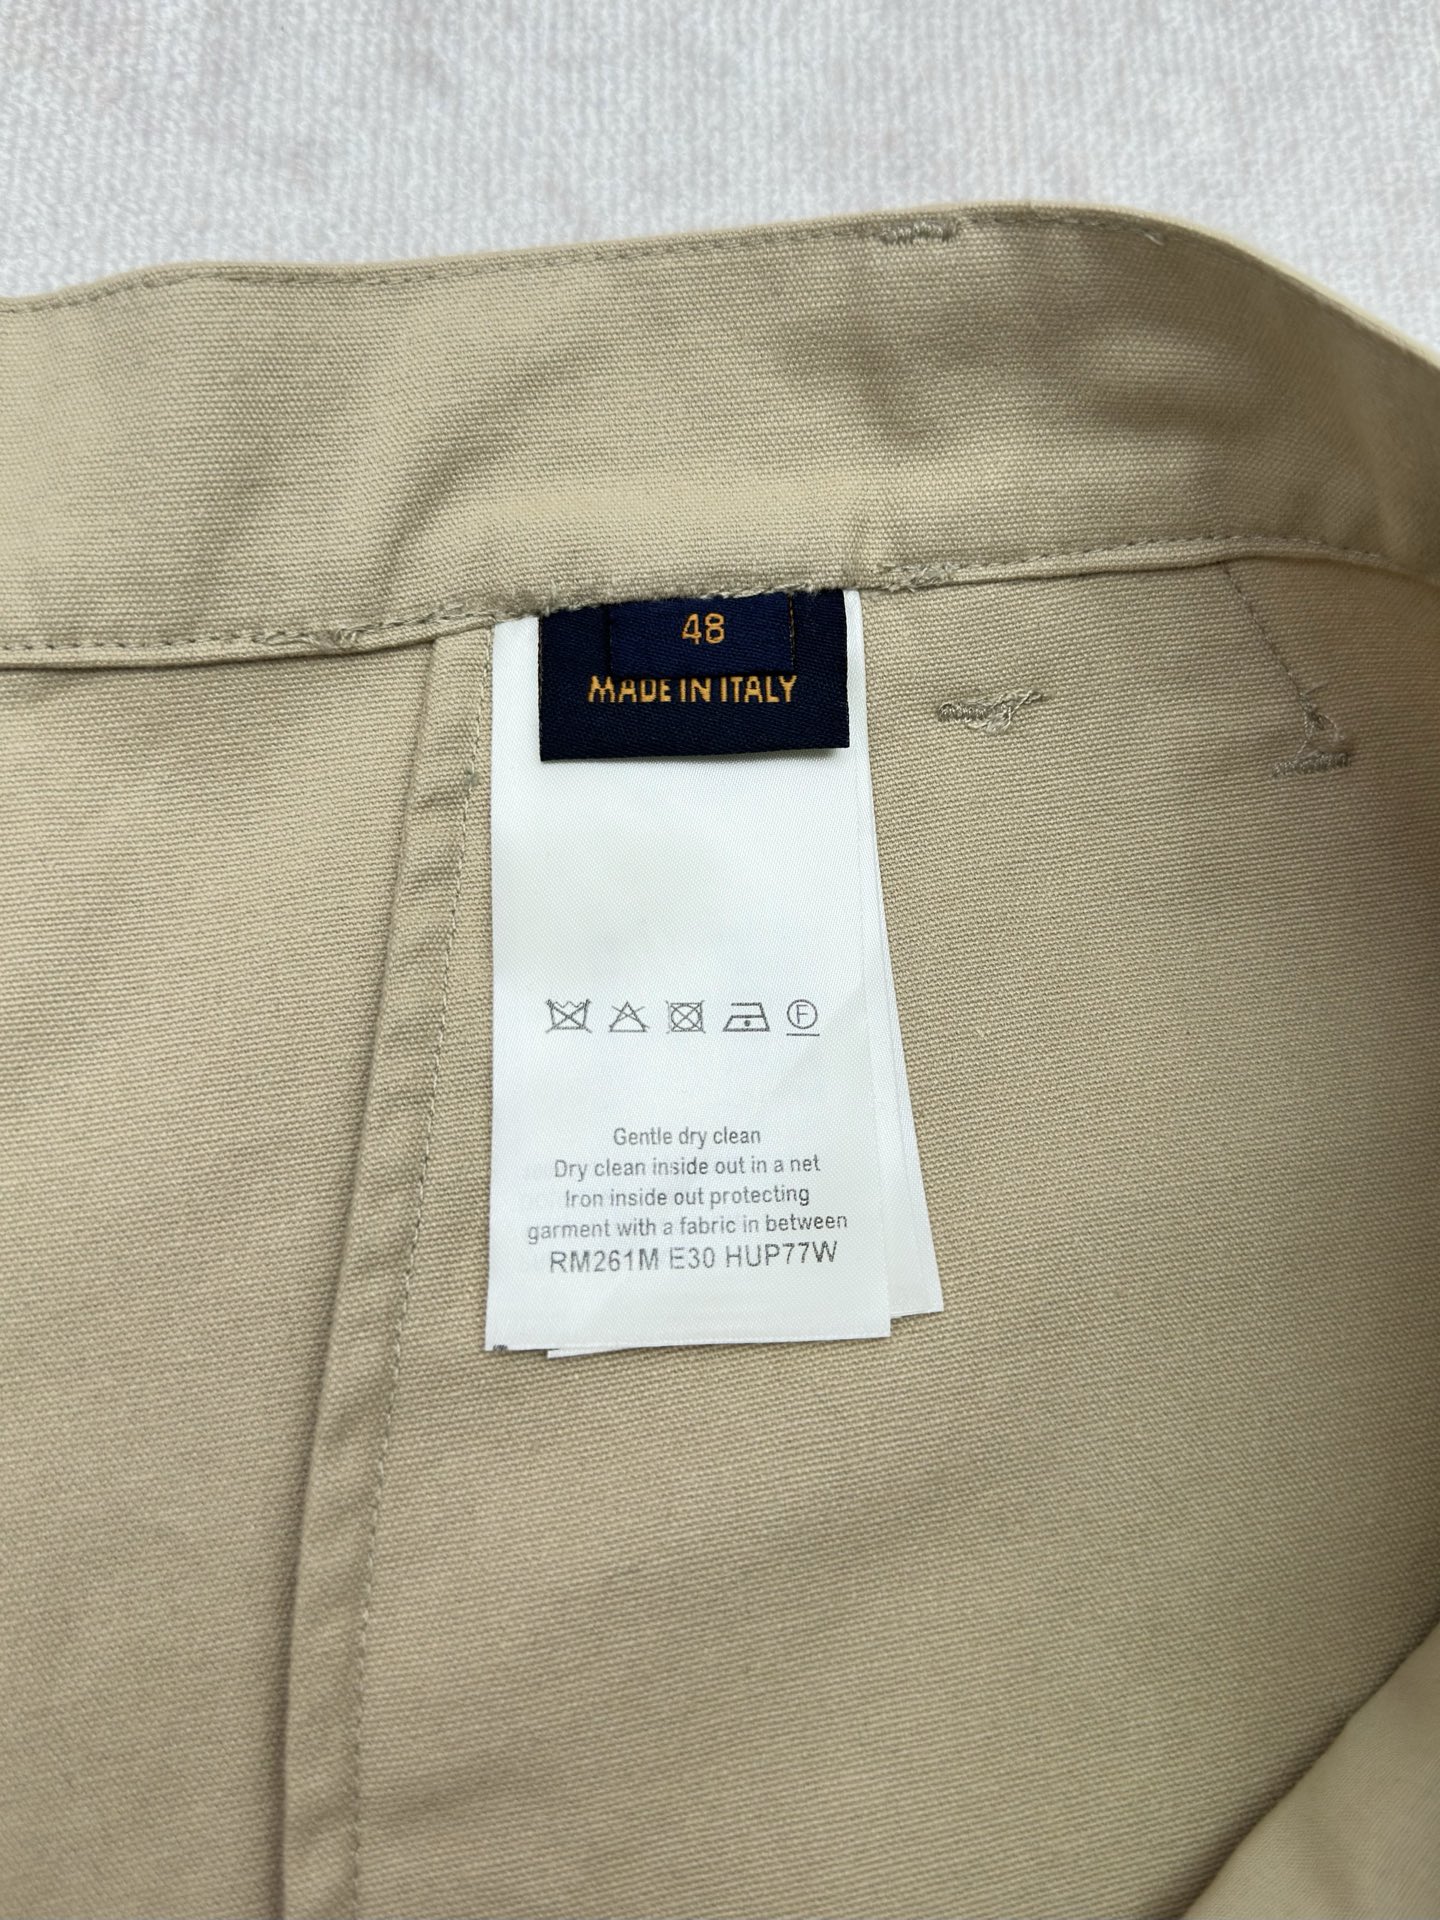 48
MADE IN ITALY
F
Gentle dry clean
Dry clean inside out in a net
Iron inside out protecting
garment with a fabric in between
RM261M E30 HUP77W